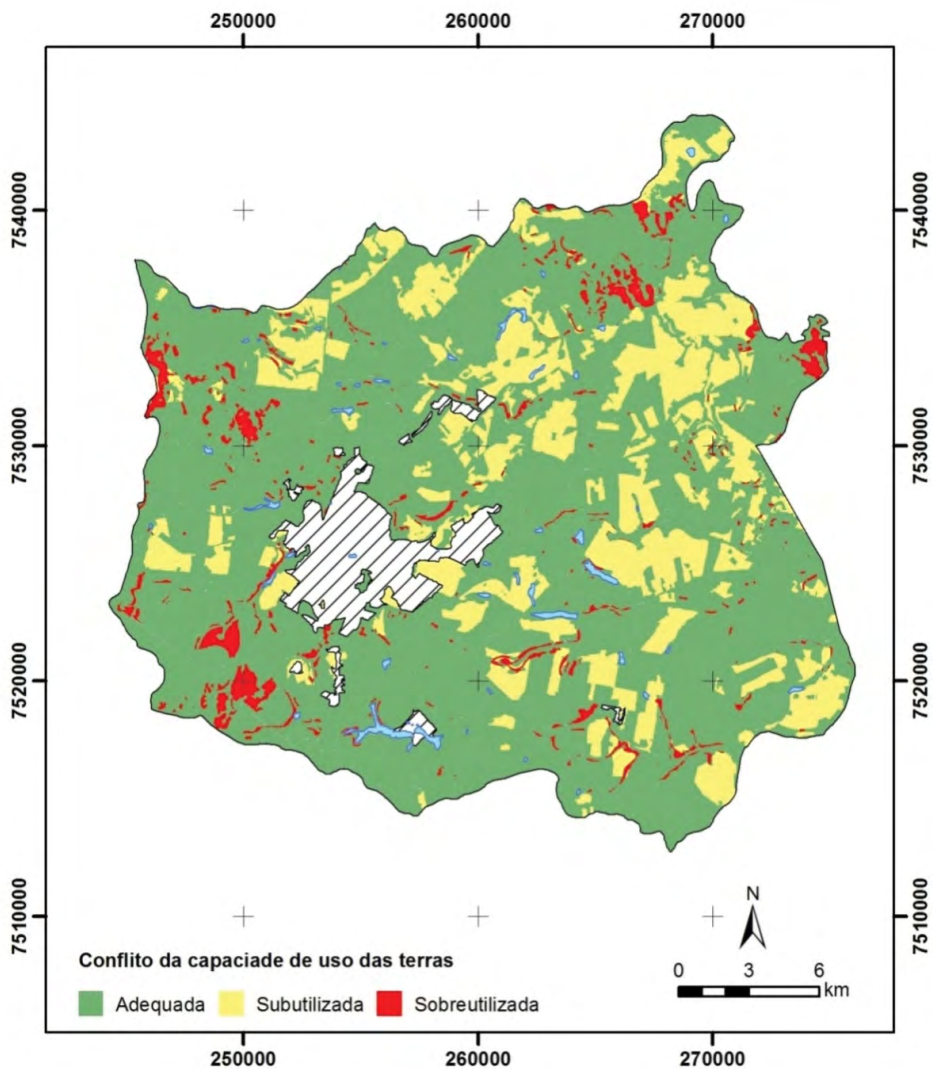 250000 260000 270000
7540000 7540000
7530000 7530000
7520000 7520000
7510000 7510000
N
Conflito da capaciade de uso das terras
0 3 6
km
Adequada Subutilizada Sobreutilizada
250000 260000 270000